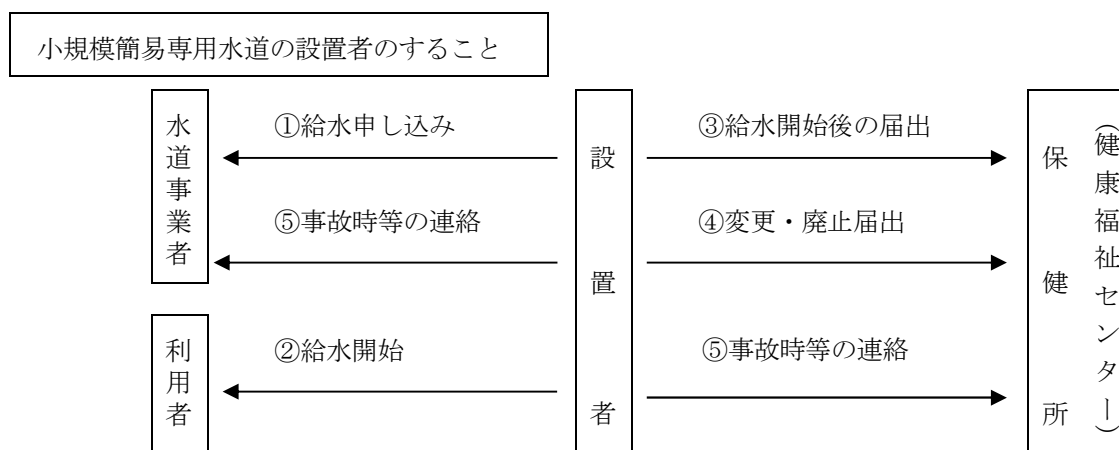 小規模簡易専用水道の設置者のすること
水道事業者
①給水申し込み
⑤事故時等の連絡
利用者
②給水開始
設置者
③給水開始後の届出
④変更・廃止届出
⑤事故時等の連絡
保健所
（健康福祉センター）